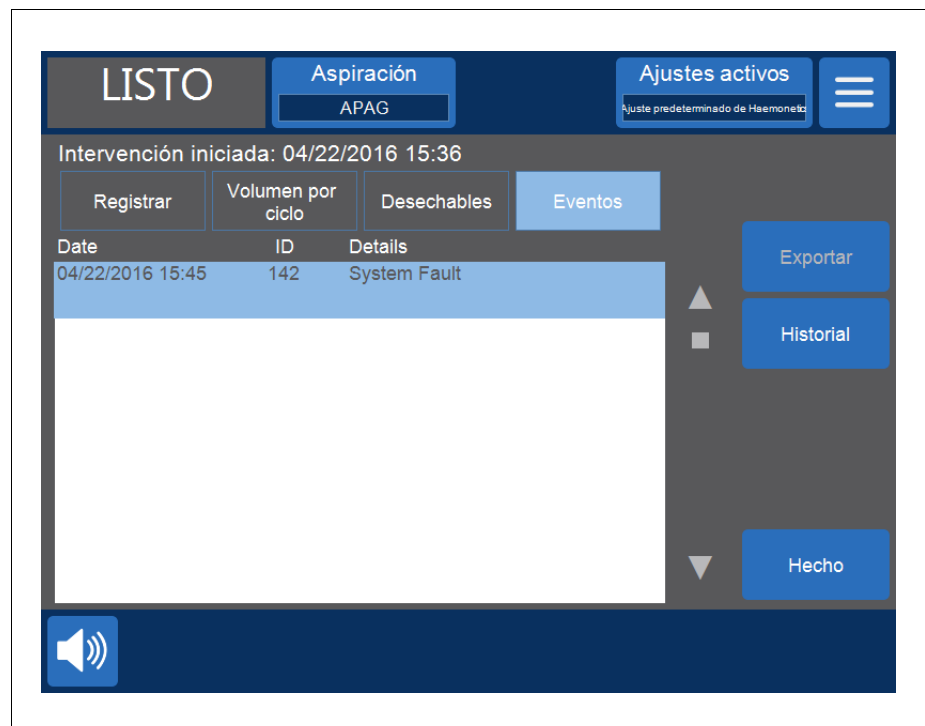 LISTO
Aspiración
APAG
Ajustes activos
Ajuste predeterminado de Haemonetic
Intervención iniciada: 04/22/2016 15:36
Registrar
Volumen por
ciclo
Desechables
Eventos
Date ID Details
04/22/2016 15:45 142 System Fault
Exportar
Historial
Hecho